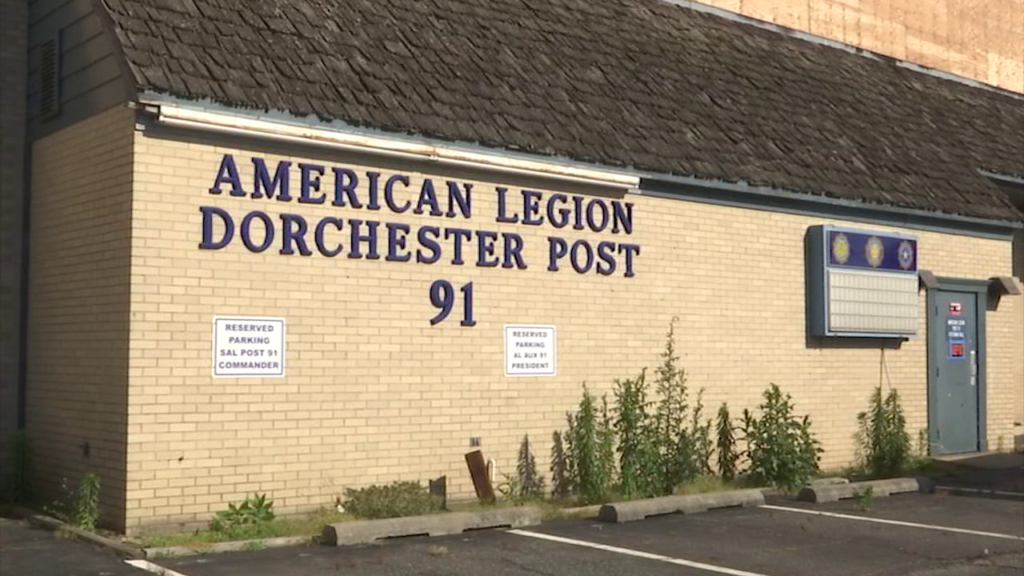 AMERICAN LEGION
DORCHESTER POST
91
RESERVED
PARKING
SAL POST 91
COMMANDER
RESERVED
PARKING
AL AUX 91
PRESIDENT